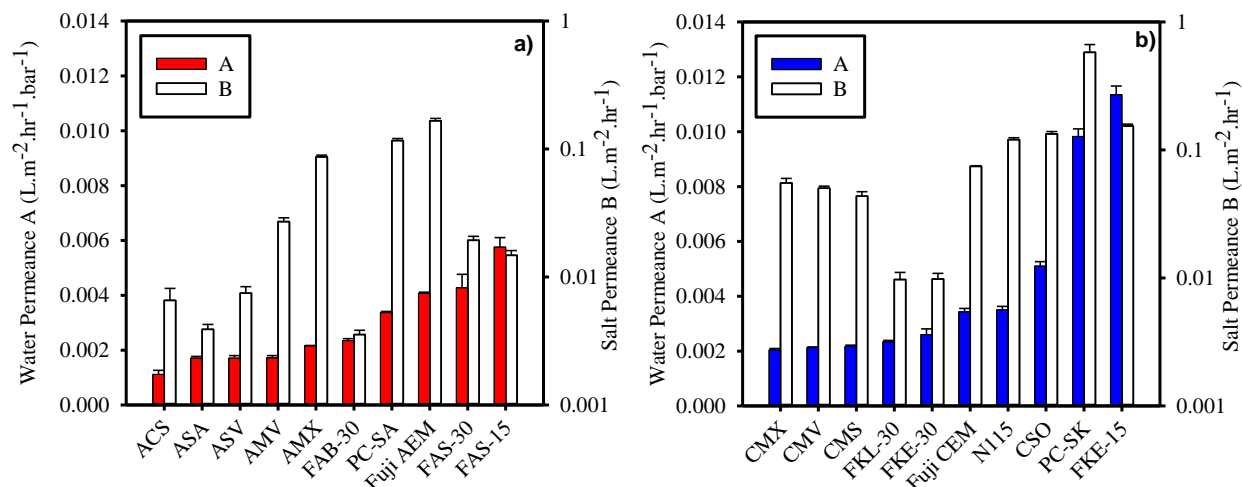 a)
A
B
Water Permeance A (L.m-2.hr-1.bar-1)
0.014
0.012
0.010
0.008
0.006
0.004
0.002
0.000
1
0.1
0.01
0.001
Salt Permeance B (L.m-2.hr-1)
ACS
ASA
ASV
AMV
AMX
FAB-30
PC-SA
Fuji AEM
FAS-30
FAS-15
b)
A
B
Water Permeance A (L.m-2.hr-1.bar-1)
0.014
0.012
0.010
0.008
0.006
0.004
0.002
0.000
1
0.1
0.01
0.001
Salt Permeance B (L.m-2.hr-1)
CMX
CMV
CMS
FKL-30
FKE-30
Fuji CEM
N115
CSO
PC-SK
FKE-15